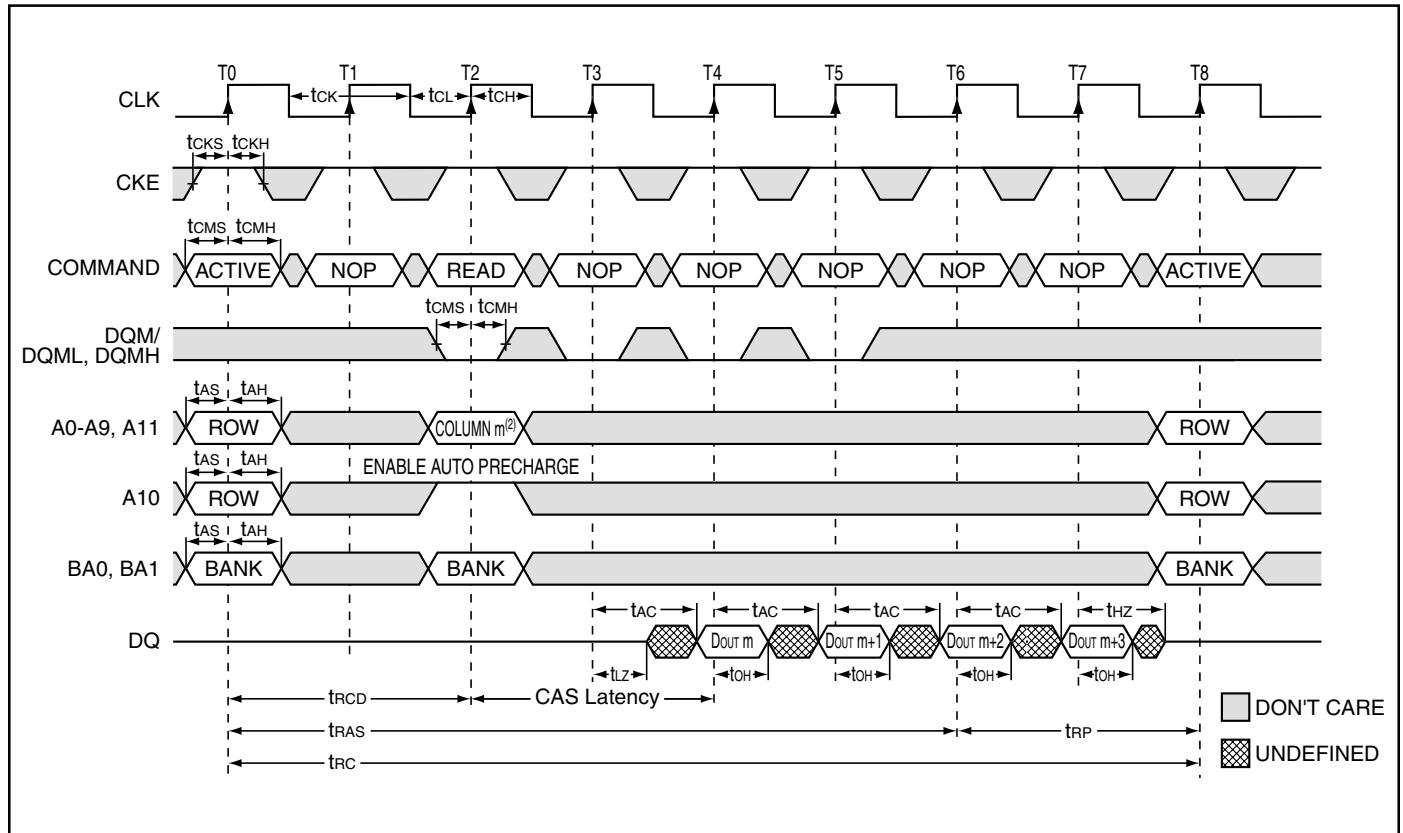 T0 T1 T2 T3 T4 T5 T6 T7 T8
CLK tCK tCL tCH
tCKS tCKH
CKE
tCMS tCMH
COMMAND ACTIVE NOP READ NOP NOP NOP NOP NOP ACTIVE
tCMS tCMH
DQM/
DQML, DQMH
tAS tAH
A0-A9, A11 ROW COLUMN m(2) ROW
tAS tAH ENABLE AUTO PRECHARGE
A10 ROW ROW
tAS tAH
BA0, BA1 BANK BANK BANK
tAC tAC tAC tAC tHZ
DQ DOUT m DOUT m+1 DOUT m+2 DOUT m+3
tLZ tOH tOH tOH tOH
tRCD CAS Latency
DON'T CARE
tRAS tRP
UNDEFINED
tRC